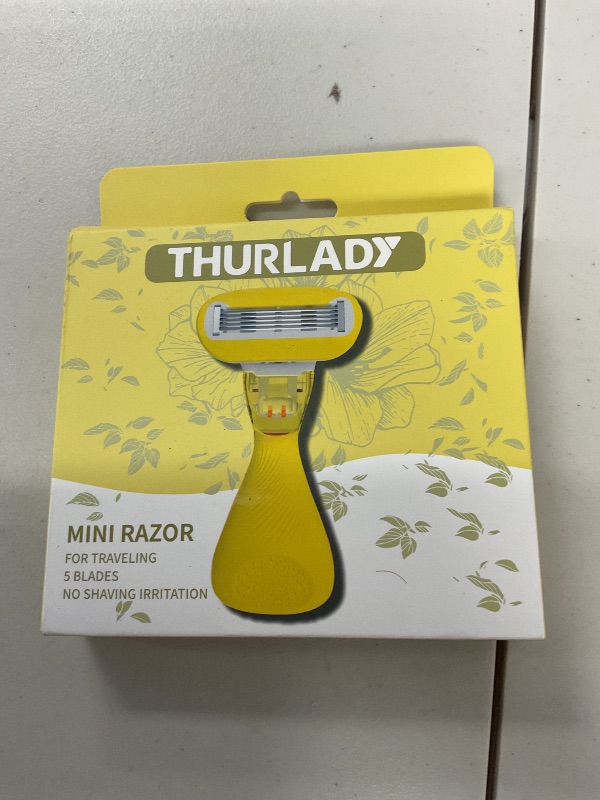 THURLADY
MINI RAZOR
FOR TRAVELING
5 BLADES
NO SHAVING IRRITATION